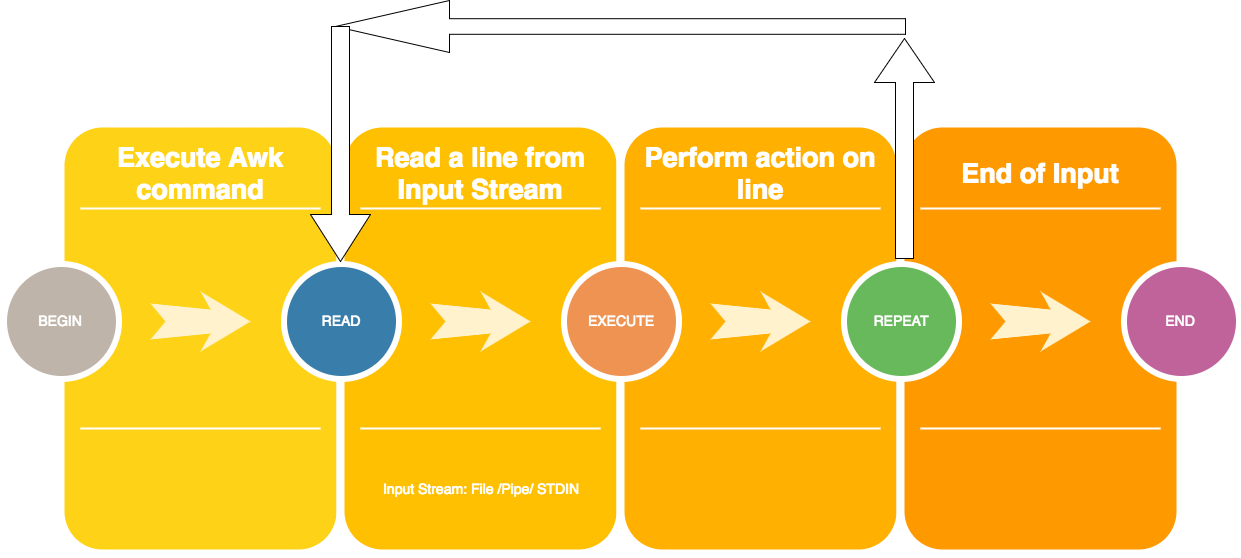 Execute Awk
command
Read a line from
Input Stream
Perform action on
line
End of Input
BEGIN
READ
EXECUTE
REPEAT
END
Input Stream: File /Pipe/ STDIN